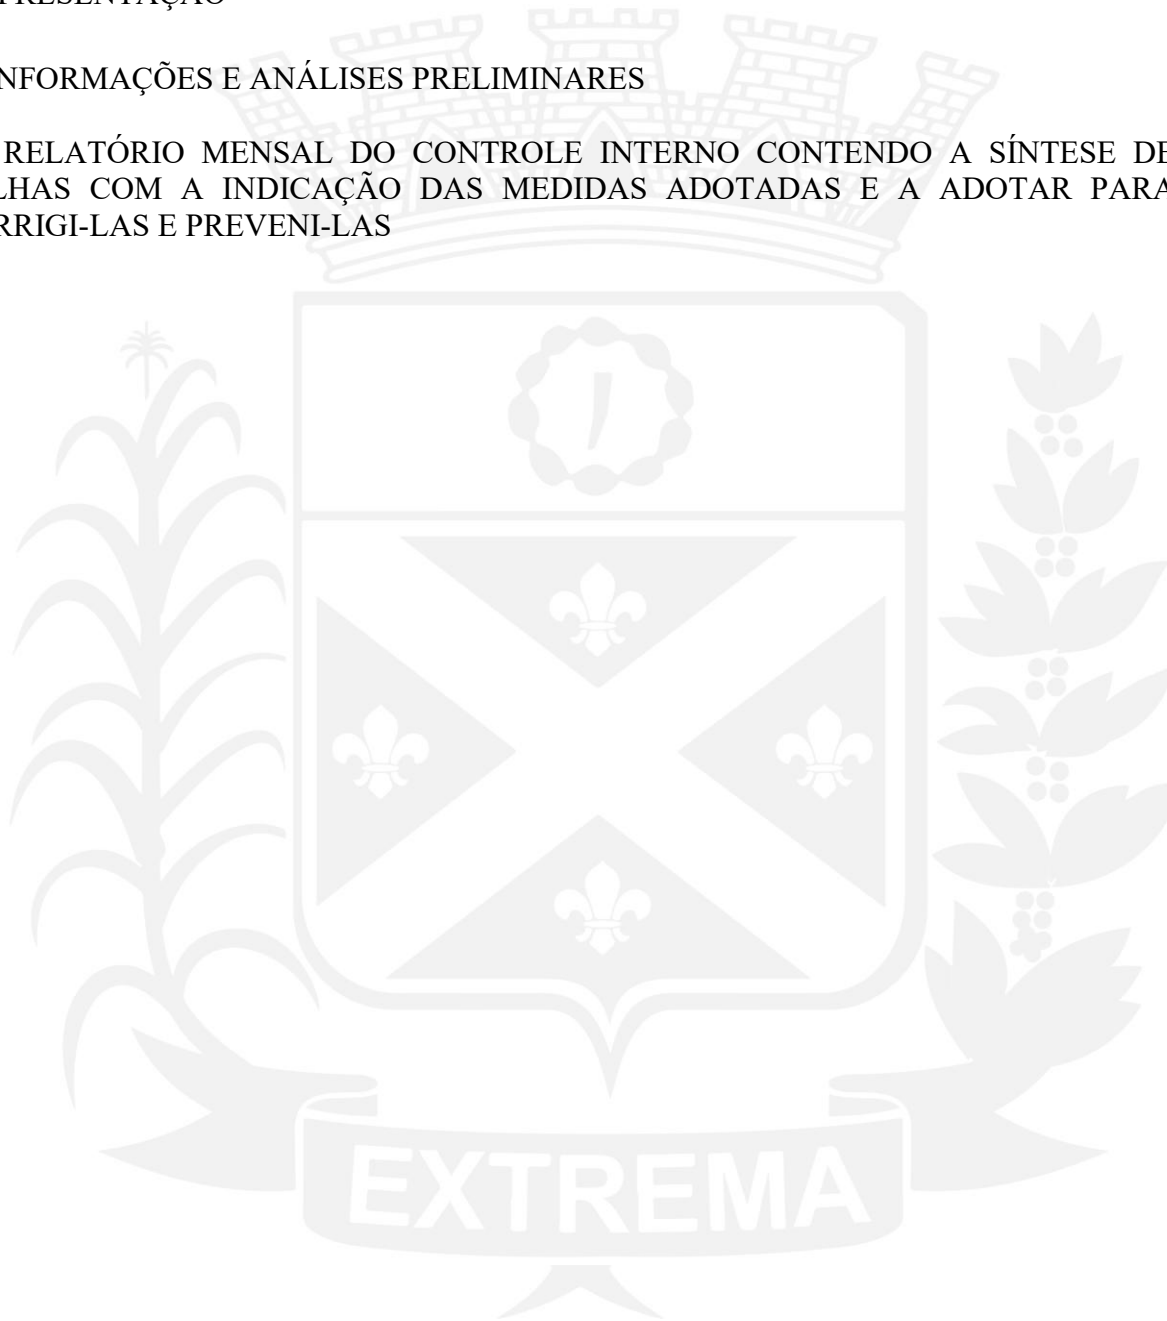 PRESENTAÇÃO
NFORMAÇÕES E ANÁLISES PRELIMINARES
RELATÓRIO MENSAL DO CONTROLE INTERNO CONTENDO A SÍNTESE DE
LHAS COM A INDICAÇÃO DAS MEDIDAS ADOTADAS E A ADOTAR PARA
RRIGI-LAS E PREVENI-LAS
EXTREMA